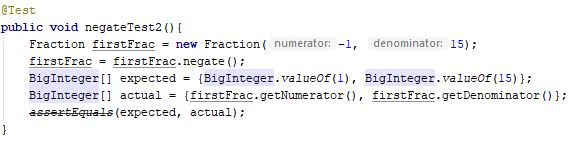 @Test
public void negateTest2(){
Fraction firstFrac = new Fraction( numerator: -1, denominator: 15);
firstFrac = firstFrac.negate();
BigInteger[] expected = {BigInteger.valueOf(1), BigInteger.valueOf(15)};
BigInteger[] actual = {firstFrac.getNumerator(), firstFrac.getDenominator()};
assertEquals(expected, actual);
}